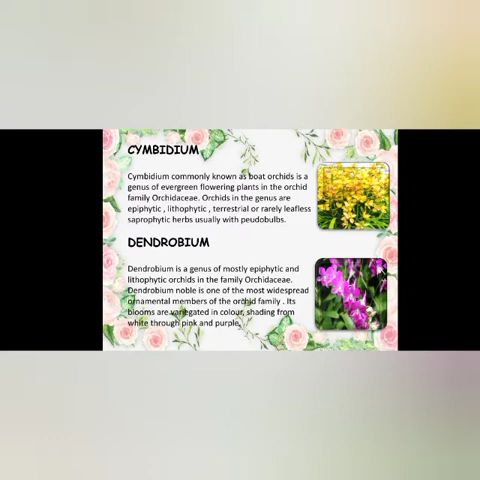 CYMBIDIUM
Cymbidium commonly known as boat orchids is a
genus of evergreen flowering plants in the orchid
family Orchidaceae. Orchids in the genus are
epiphytic , lithophytic , terrestrial or rarely leafless
saprophytic herbs usually with peudobulbs.
DENDROBIUM
Dendrobium is a genus of mostly epiphytic and
lithophytic orchids in the family Orchidaceae.
Dendrobium noble is one of the most widespread
ornamental members of the orchid family . Its
blooms are variegated in colour, shading from
white through pink and purple.